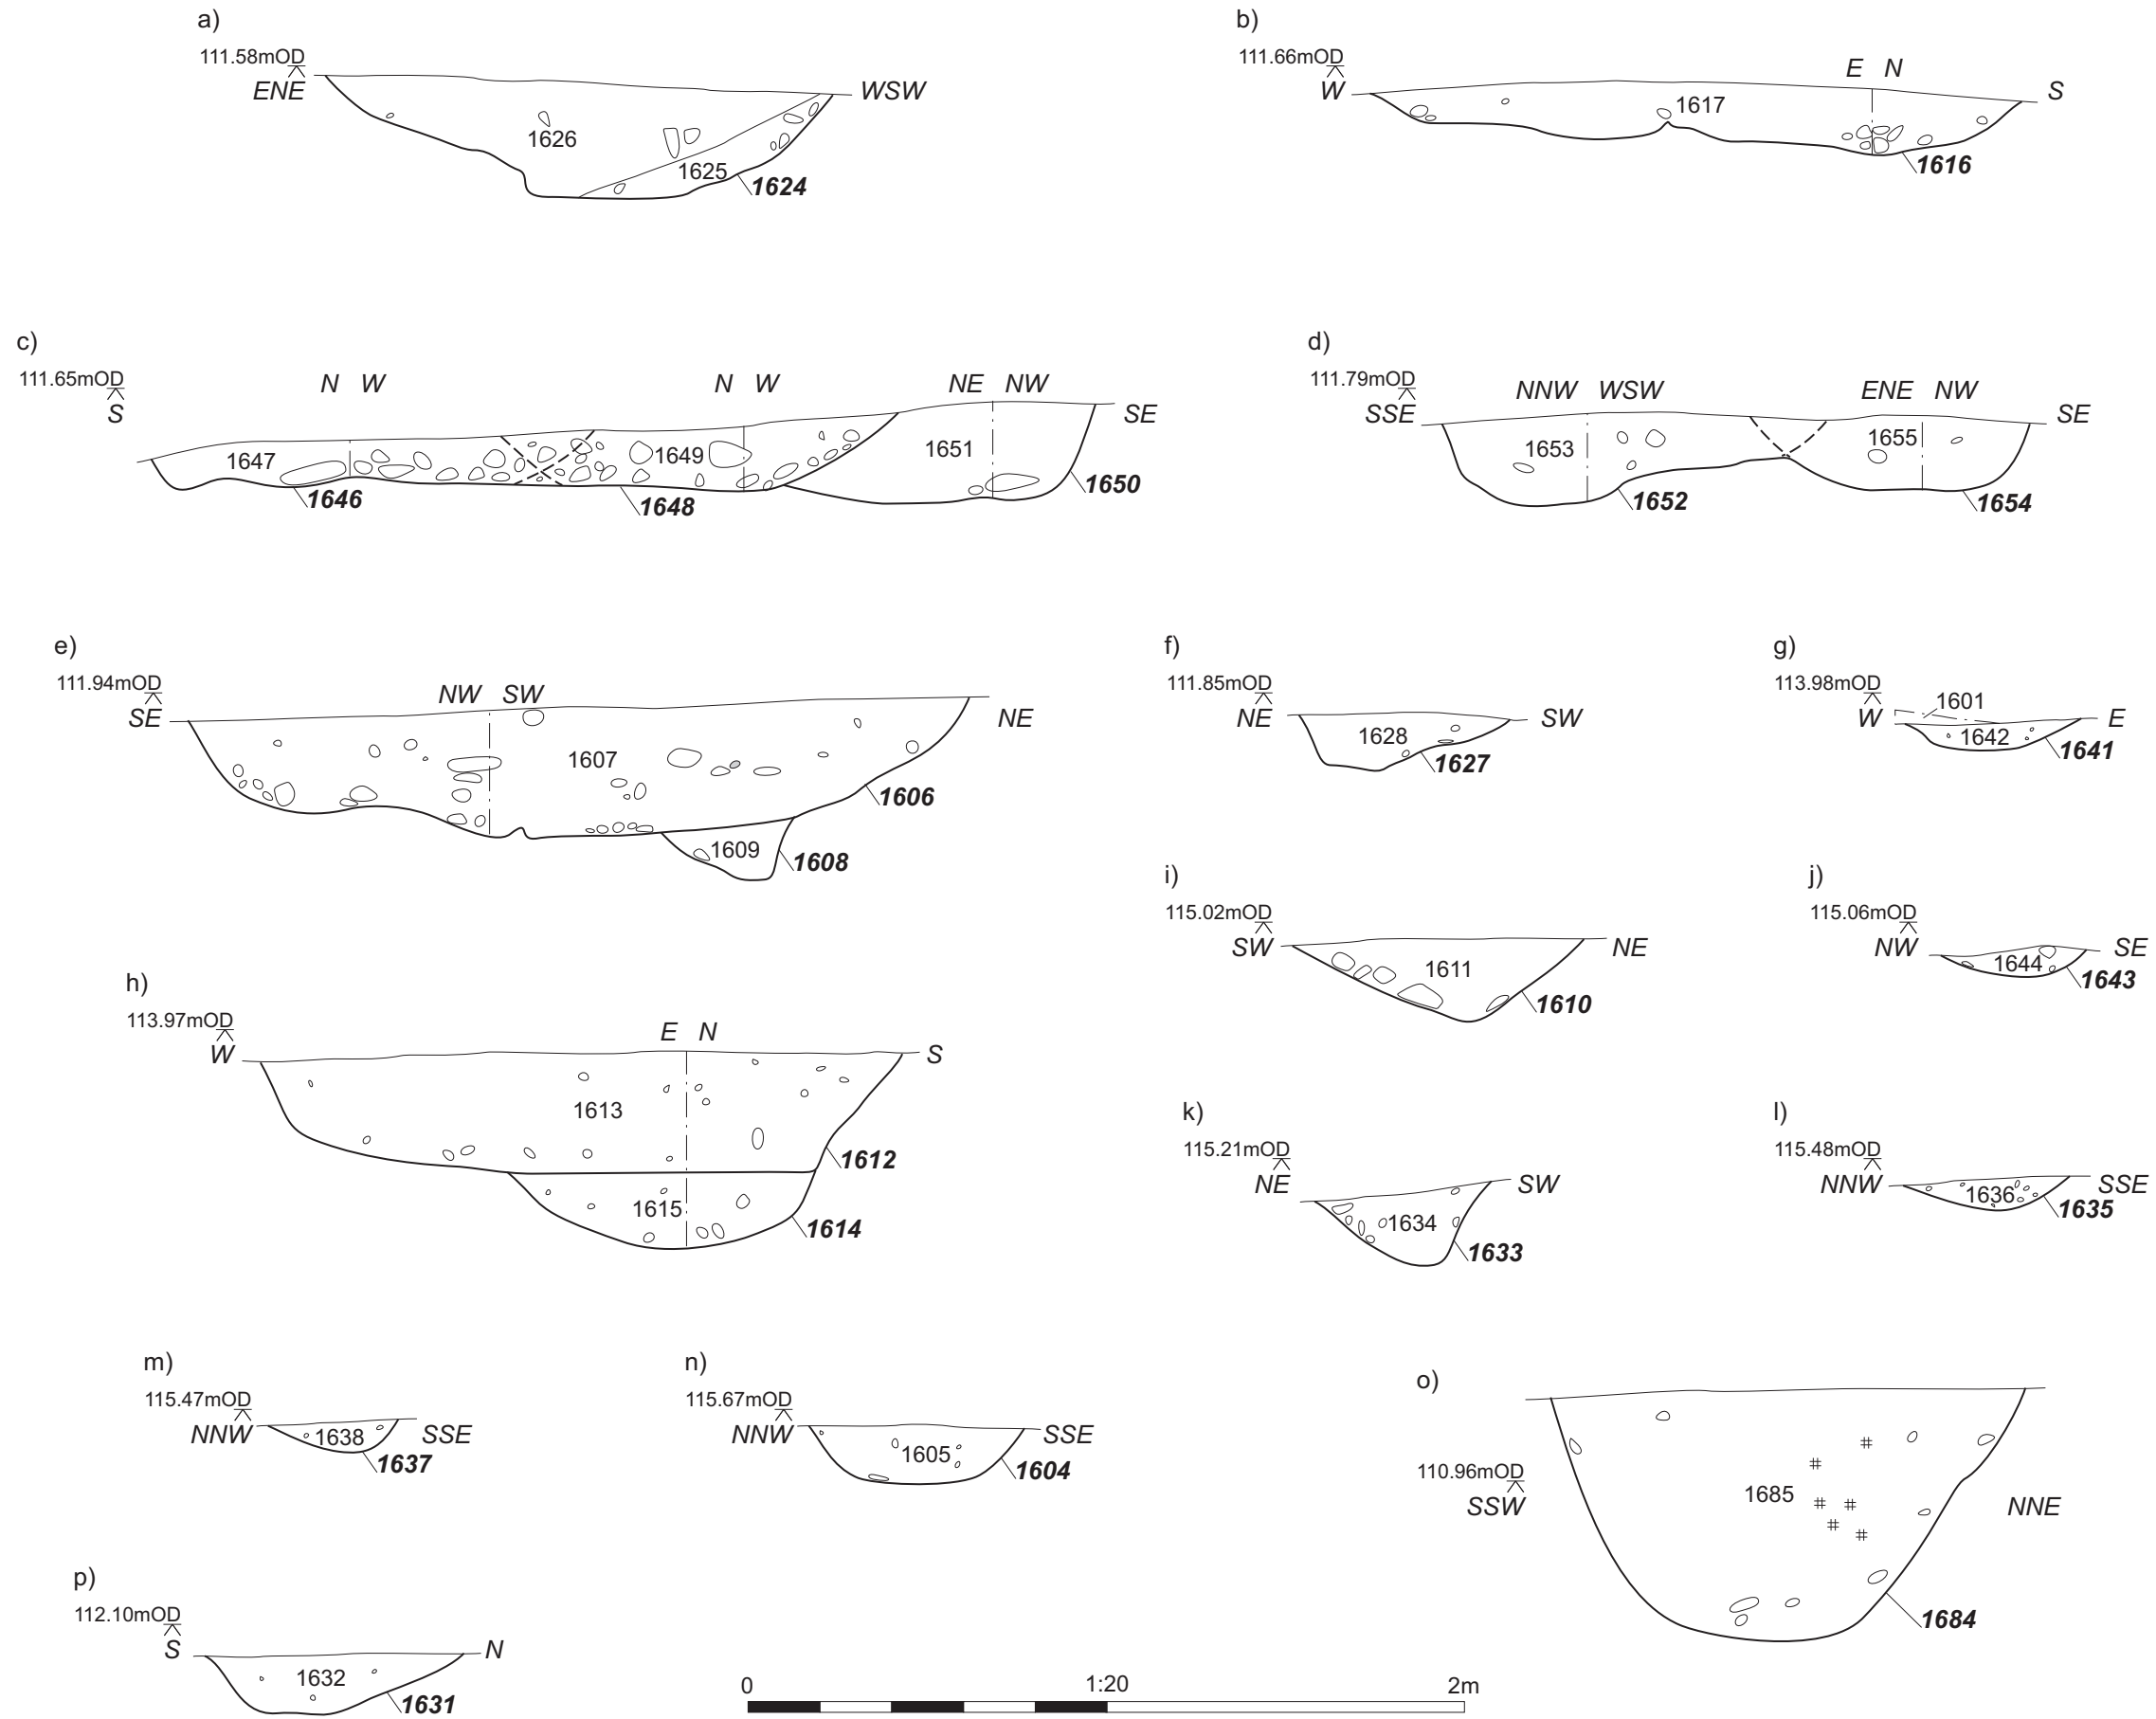 a)
111.58mOD
ENE
WSW
1626
1625
1624
b)
111.66mOD
W
E N
S
1617
1616
c)
111.65mOD
S
N W
N W
NE NW
SE
1647
1649
1651
1646
1648
1650
d)
111.79mOD
SSE
NNW WSW
ENE NW
SE
1653
1655
1652
1654
e)
111.94mOD
SE
NW SW
NE
1607
1606
1609
1608
f)
111.85mOD
NE
SW
1628
1627
g)
113.98mOD
W
1601
E
1642
1641
h)
113.97mOD
W
E N
S
1613
1612
1615
1614
i)
115.02mOD
SW
NE
1611
1610
j)
115.06mOD
NW
SE
1644
1643
k)
115.21mOD
NE
SW
1634
1633
l)
115.48mOD
NNW
SSE
1636
1635
m)
115.47mOD
NNW
SSE
1638
1637
n)
115.67mOD
NNW
SSE
1605
1604
o)
110.96mOD
SSW
NNE
1685
1684
p)
112.10mOD
S
N
1632
1631
0 1:20 2m